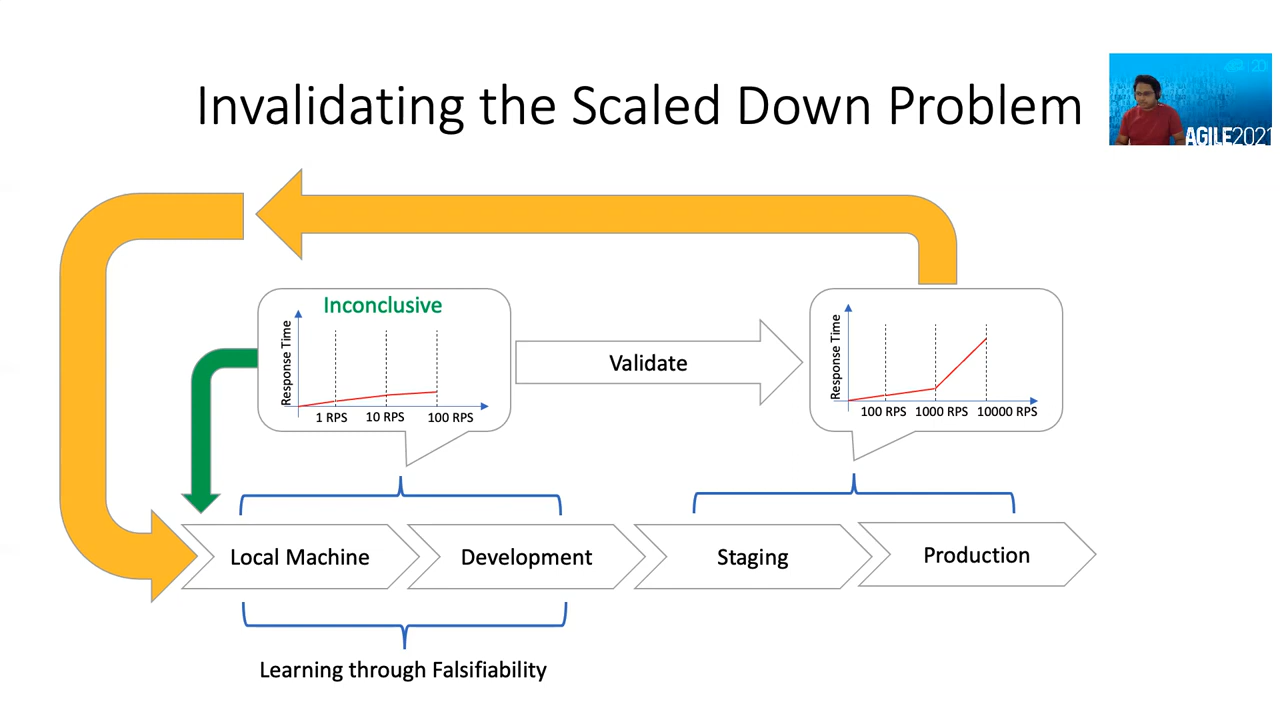 Invalidating the Scaled Down Problem
AGILE2021
Inconclusive
Response Time
1 RPS
10 RPS
100 RPS
Validate
Response Time
100 RPS
1000 RPS
10000 RPS
Local Machine
Development
Staging
Production
Learning through Falsifiability